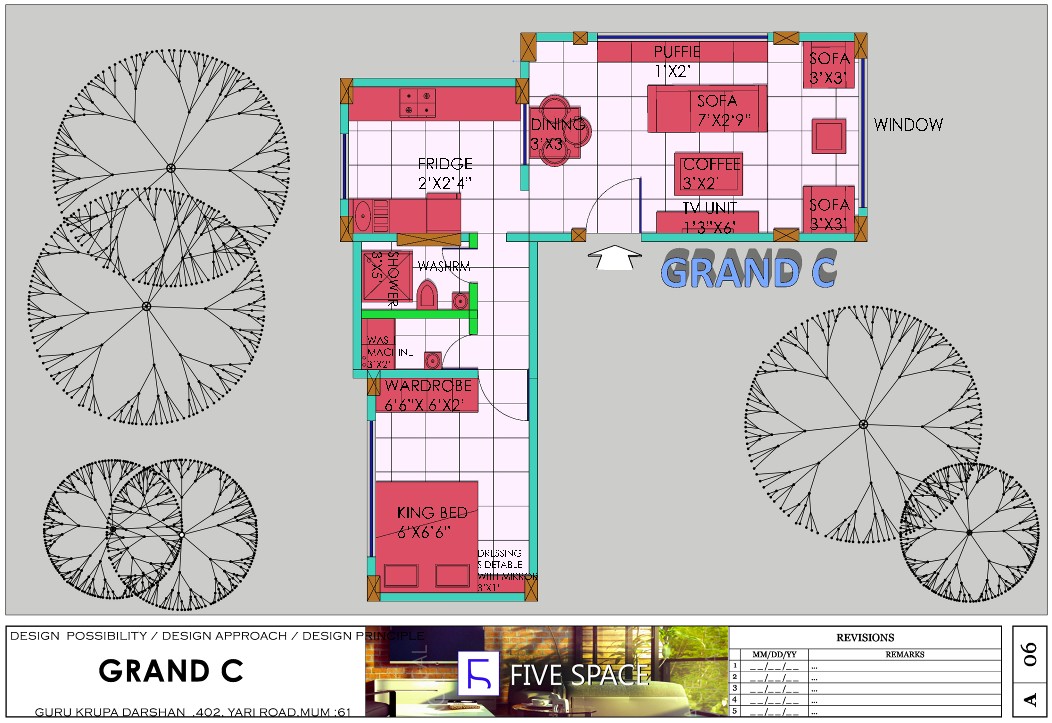 PUFFIE
1'X2'
SOFA
3'X3'
SOFA
7'X2'9"
DINING
3'X3'
WINDOW
FRIDGE
2'X2'4"
COFFEE
3'X2'
TV UNIT
1'3"X6'
SOFA
3'X3'
GRAND C
SHOWER
3'X5'
WASHRM
WAS
MACHIN
3'X2'
WARDROBE
6'6"X 6'X2'
KING BED
6'X6'6"
DRESSING
WITH MIRROR
3'X1'
DESIGN POSSIBILITY / DESIGN APPROACH / DESIGN PRINCIPLE
GRAND C
GURU KRUPA DARSHAN ,402, YARI ROAD,MUM :61
FIVE SPACE
REVISIONS
MM/DD/YY REMARKS
1 __/__/__ ...
2 __/__/__ ...
3 __/__/__ ...
4 __/__/__ ...
5 __/__/__ ...
06
A